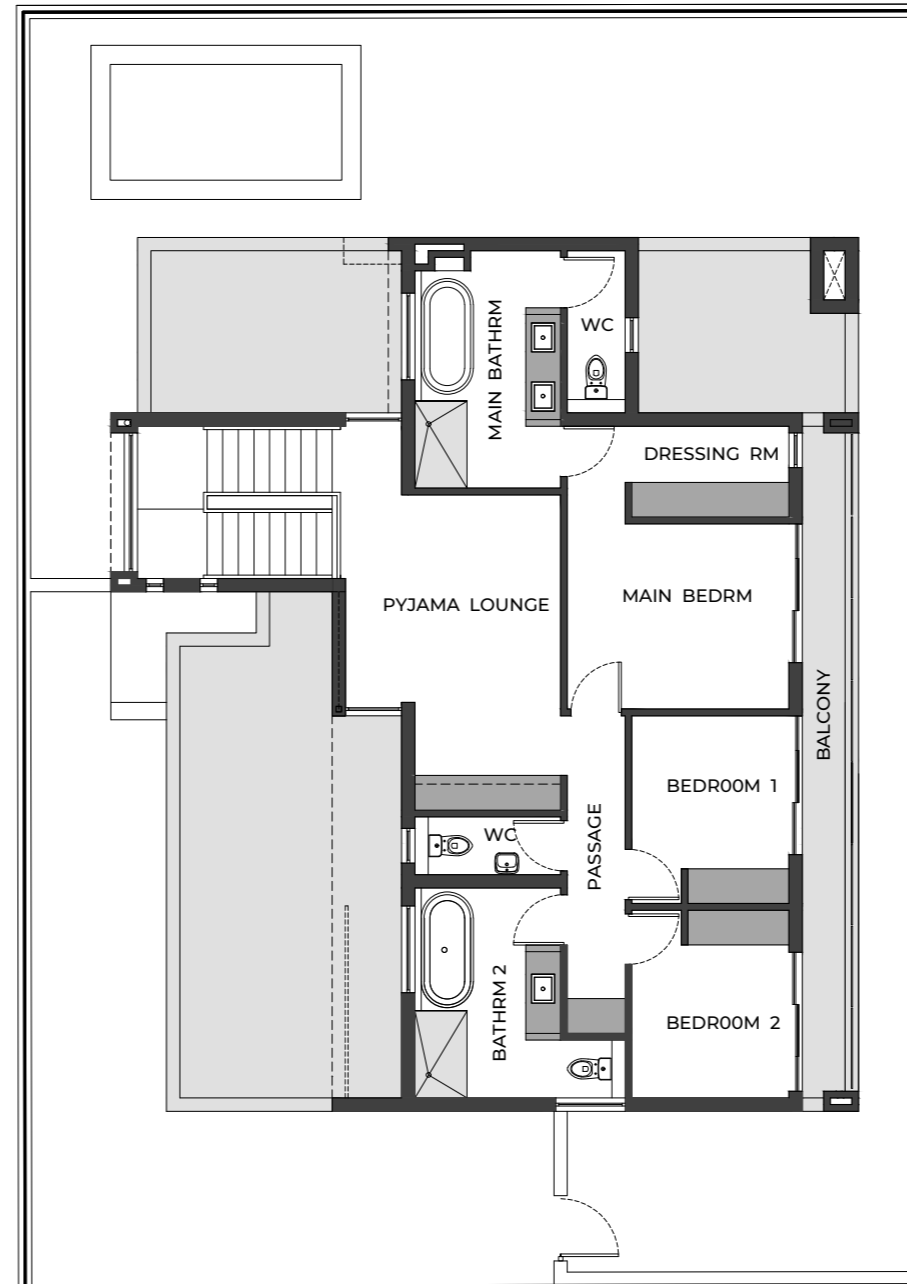 MAIN BATHRM
WC
DRESSING RM
PYJAMA LOUNGE
MAIN BEDRM
BALCONY
BEDR00M 1
WC
PASSAGE
BATHRM 2
BEDR00M 2